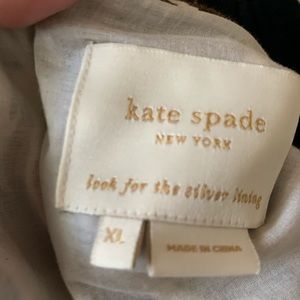 kate spade
NEW YORK
look for the silver lining
XL
MADE IN CHINA